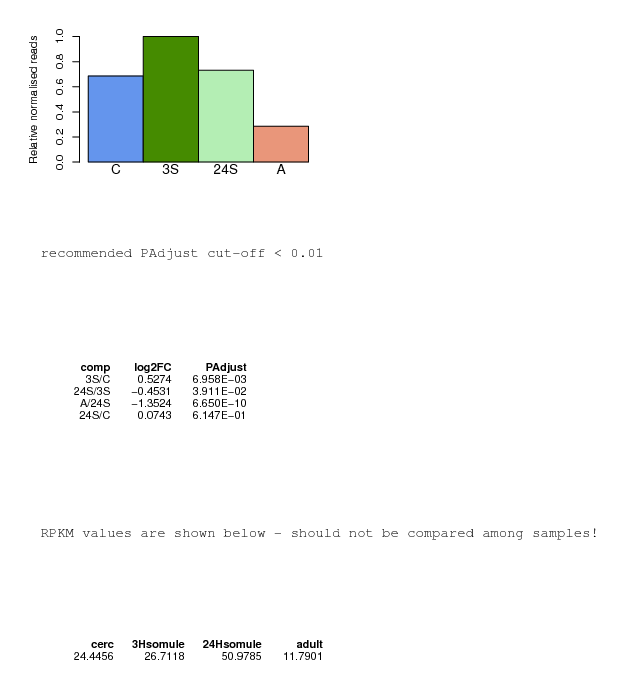 Relative normalised reads
1.0
0.8
0.6
0.4
0.2
0.0
C 3S 24S A
recommended PAdjust cut-off < 0.01
comp log2FC PAdjust
3S/C 0.5274 6.958E−03
24S/3S −0.4531 3.911E−02
A/24S −1.3524 6.650E−10
24S/C 0.0743 6.147E−01
RPKM values are shown below - should not be compared among samples!
cerc 3Hsomule 24Hsomule adult
24.4456 26.7118 50.9785 11.7901